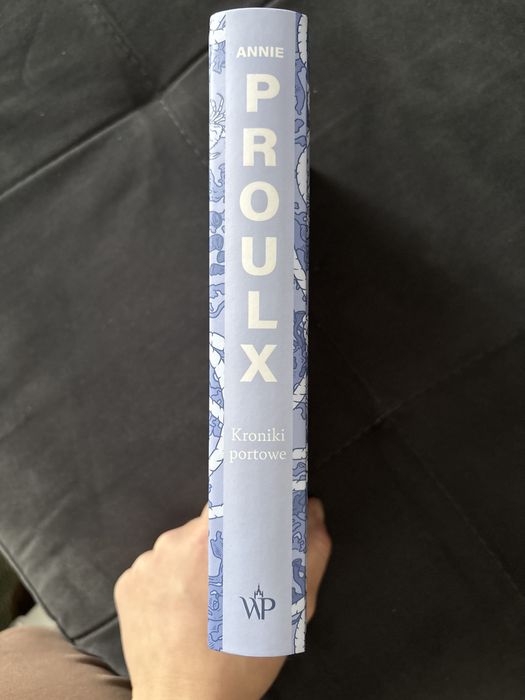 ANNIE
PROULX
Kroniki
portowe
WP